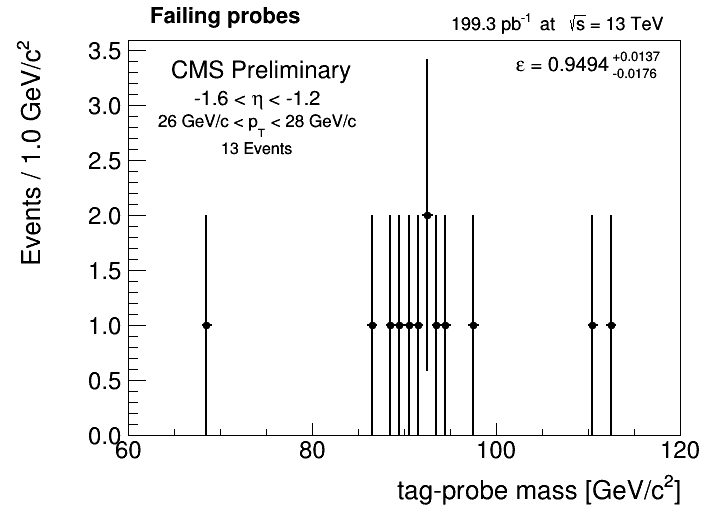 Failing probes
199.3 pb⁻¹ at √s = 13 TeV
CMS Preliminary
-1.6 < η < -1.2
26 GeV/c < p_T < 28 GeV/c
13 Events
ε = 0.9494 +0.0137 -0.0176
Events / 1.0 GeV/c²
3.5
3.0
2.5
2.0
1.5
1.0
0.5
0.0
60 80 100 120
tag-probe mass [GeV/c²]